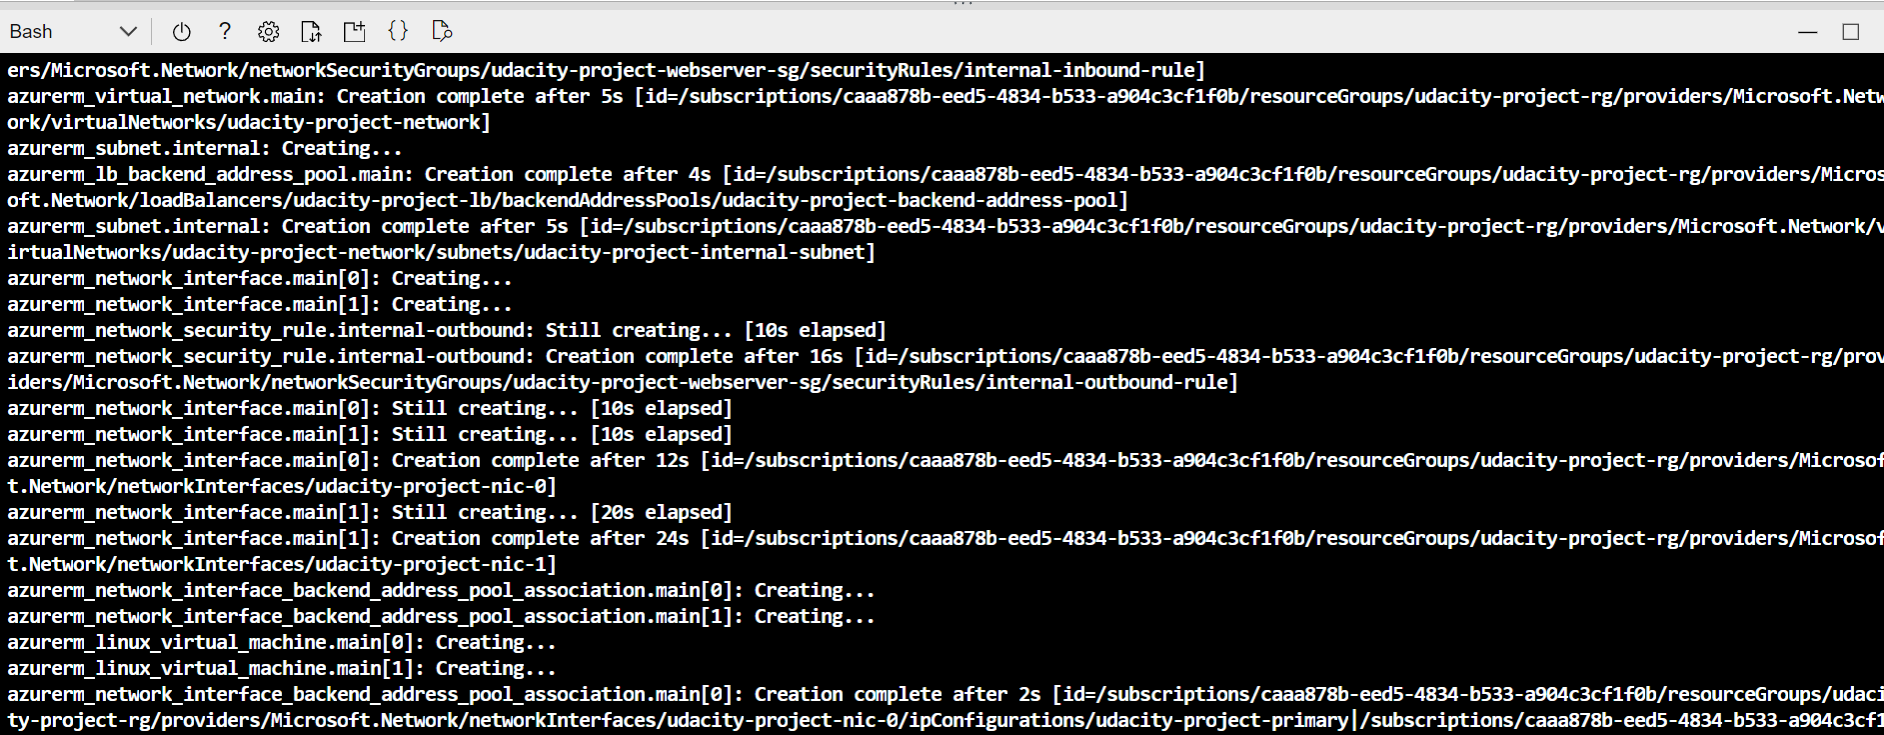 Bash
?
{}
ers/Microsoft.Network/networkSecurityGroups/udacity-project-webserver-sg/securityRules/internal-inbound-rule]
azurerm_virtual_network.main: Creation complete after 5s [id=/subscriptions/caaa878b-eed5-4834-b533-a904c3cf1f0b/resourceGroups/udacity-project-rg/providers/Microsoft.Netw
ork/virtualNetworks/udacity-project-network]
azurerm_subnet.internal: Creating...
azurerm_lb_backend_address_pool.main: Creation complete after 4s [id=/subscriptions/caaa878b-eed5-4834-b533-a904c3cf1f0b/resourceGroups/udacity-project-rg/providers/Micros
oft.Network/loadBalancers/udacity-project-lb/backendAddressPools/udacity-project-backend-address-pool]
azurerm_subnet.internal: Creation complete after 5s [id=/subscriptions/caaa878b-eed5-4834-b533-a904c3cf1f0b/resourceGroups/udacity-project-rg/providers/Microsoft.Network/v
irtualNetworks/udacity-project-network/subnets/udacity-project-internal-subnet]
azurerm_network_interface.main[0]: Creating...
azurerm_network_interface.main[1]: Creating...
azurerm_network_security_rule.internal-outbound: Still creating... [10s elapsed]
azurerm_network_security_rule.internal-outbound: Creation complete after 16s [id=/subscriptions/caaa878b-eed5-4834-b533-a904c3cf1f0b/resourceGroups/udacity-project-rg/prov
iders/Microsoft.Network/networkSecurityGroups/udacity-project-webserver-sg/securityRules/internal-outbound-rule]
azurerm_network_interface.main[0]: Still creating... [10s elapsed]
azurerm_network_interface.main[1]: Still creating... [10s elapsed]
azurerm_network_interface.main[0]: Creation complete after 12s [id=/subscriptions/caaa878b-eed5-4834-b533-a904c3cf1f0b/resourceGroups/udacity-project-rg/providers/Microsof
t.Network/networkInterfaces/udacity-project-nic-0]
azurerm_network_interface.main[1]: Still creating... [20s elapsed]
azurerm_network_interface.main[1]: Creation complete after 24s [id=/subscriptions/caaa878b-eed5-4834-b533-a904c3cf1f0b/resourceGroups/udacity-project-rg/providers/Microsof
t.Network/networkInterfaces/udacity-project-nic-1]
azurerm_network_interface_backend_address_pool_association.main[0]: Creating...
azurerm_network_interface_backend_address_pool_association.main[1]: Creating...
azurerm_linux_virtual_machine.main[0]: Creating...
azurerm_linux_virtual_machine.main[1]: Creating...
azurerm_network_interface_backend_address_pool_association.main[0]: Creation complete after 2s [id=/subscriptions/caaa878b-eed5-4834-b533-a904c3cf1f0b/resourceGroups/udaci
ty-project-rg/providers/Microsoft.Network/networkInterfaces/udacity-project-nic-0/ipConfigurations/udacity-project-primary|/subscriptions/caaa878b-eed5-4834-b533-a904c3cf1